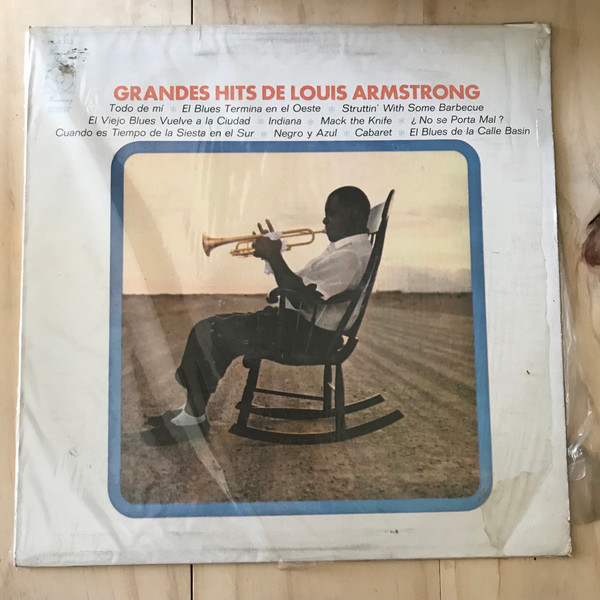 GRANDES HITS DE LOUIS ARMSTRONG
Todo de mí * El Blues Termina en el Oeste * Struttin' With Some Barbecue
El Viejo Blues Vuelve a la Ciudad * Indiana * Mack the Knife * ¿No se Porta Mal?
Cuando es Tiempo de la Siesta en el Sur * Negro y Azul * Cabaret * El Blues de la Calle Basin